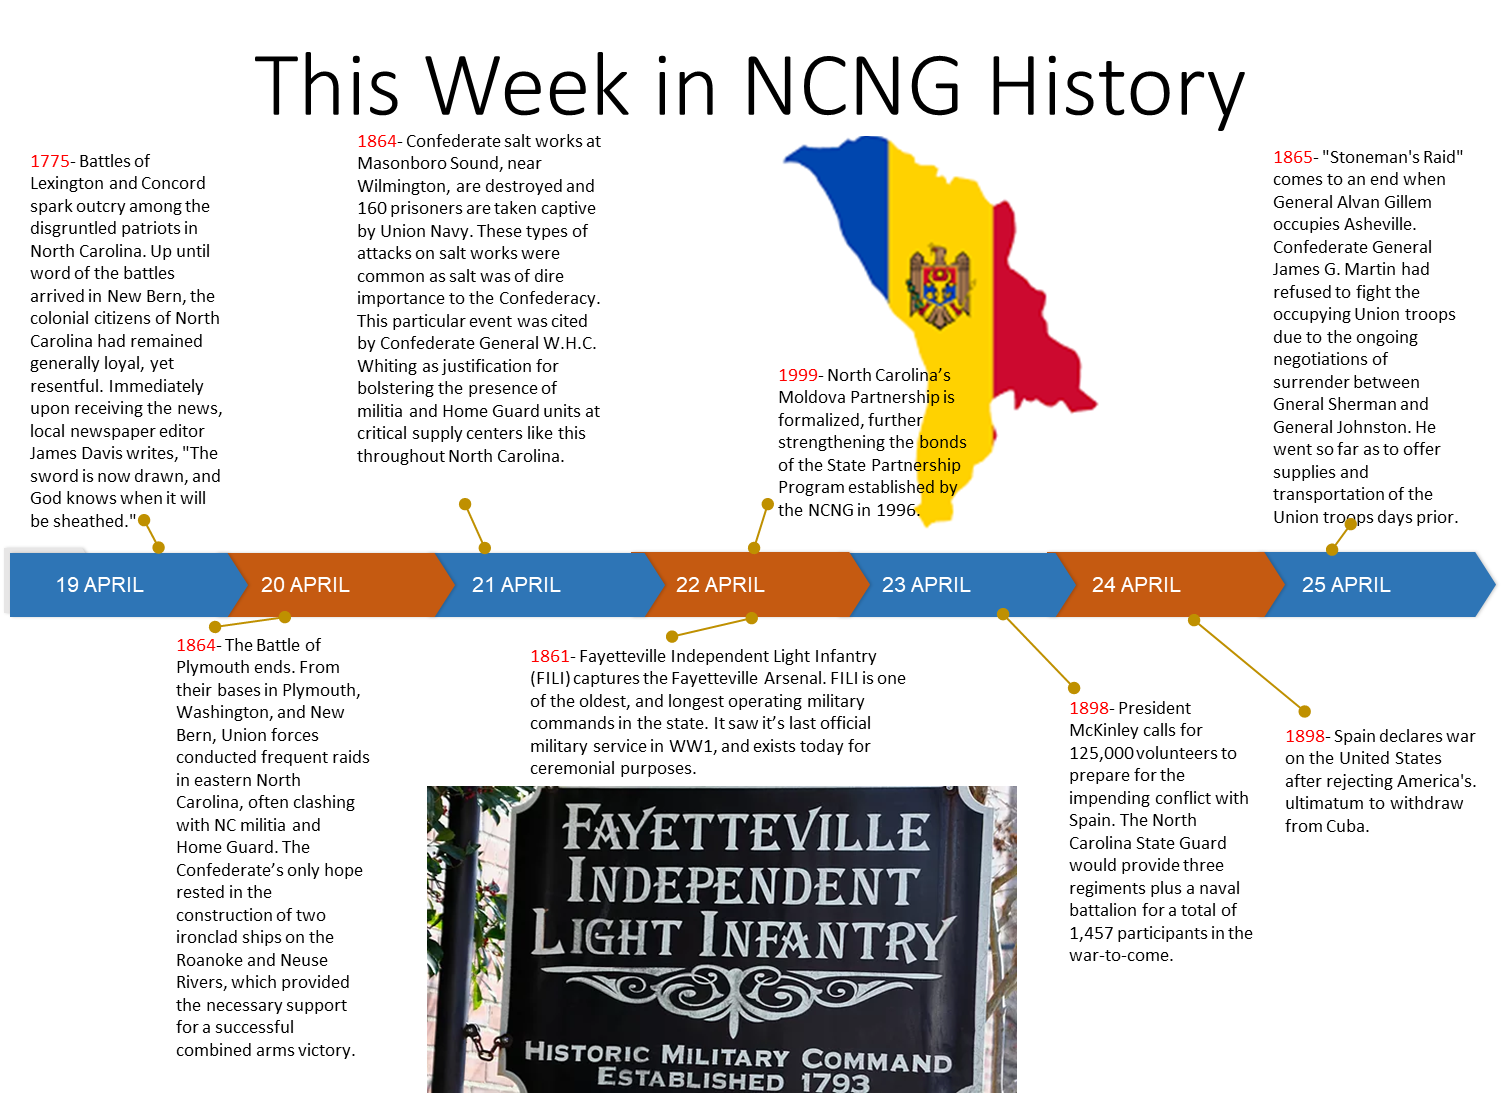 This Week in NCNG History
1775- Battles of
Lexington and Concord
spark outcry among the
disgruntled patriots in
North Carolina. Up until
word of the battles
arrived in New Bern, the
colonial citizens of North
Carolina had remained
generally loyal, yet
resentful. Immediately
upon receiving the news,
local newspaper editor
James Davis writes, "The
sword is now drawn, and
God knows when it will
be sheathed."
1864- Confederate salt works at
Masonboro Sound, near
Wilmington, are destroyed and
160 prisoners are taken captive
by Union Navy. These types of
attacks on salt works were
common as salt was of dire
importance to the Confederacy.
This particular event was cited
by Confederate General W.H.C.
Whiting as justification for
bolstering the presence of
militia and Home Guard units at
critical supply centers like this
throughout North Carolina.
1999- North Carolina’s
Moldova Partnership is
formalized, further
strengthening the bonds
of the State Partnership
Program established by
the NCNG in 1996.
1865- "Stoneman's Raid"
comes to an end when
General Alvan Gillem
occupies Asheville.
Confederate General
James G. Martin had
refused to fight the
occupying Union troops
due to the ongoing
negotiations of
surrender between
Gneral Sherman and
General Johnston. He
went so far as to offer
supplies and
transportation of the
Union troops days prior.
19 APRIL
20 APRIL
21 APRIL
22 APRIL
23 APRIL
24 APRIL
25 APRIL
1864- The Battle of
Plymouth ends. From
their bases in Plymouth,
Washington, and New
Bern, Union forces
conducted frequent raids
in eastern North
Carolina, often clashing
with NC militia and
Home Guard. The
Confederate’s only hope
rested in the
construction of two
ironclad ships on the
Roanoke and Neuse
Rivers, which provided
the necessary support
for a successful
combined arms victory.
1861- Fayetteville Independent Light Infantry
(FILI) captures the Fayetteville Arsenal. FILI is one
of the oldest, and longest operating military
commands in the state. It saw it’s last official
military service in WW1, and exists today for
ceremonial purposes.
FAYETTEVILLE
INDEPENDENT
LIGHT INFANTRY
HISTORIC MILITARY COMMAND
ESTABLISHED 1793
1898- President
McKinley calls for
125,000 volunteers to
prepare for the
impending conflict with
Spain. The North
Carolina State Guard
would provide three
regiments plus a naval
battalion for a total of
1,457 participants in the
war-to-come.
1898- Spain declares war
on the United States
after rejecting America's.
ultimatum to withdraw
from Cuba.